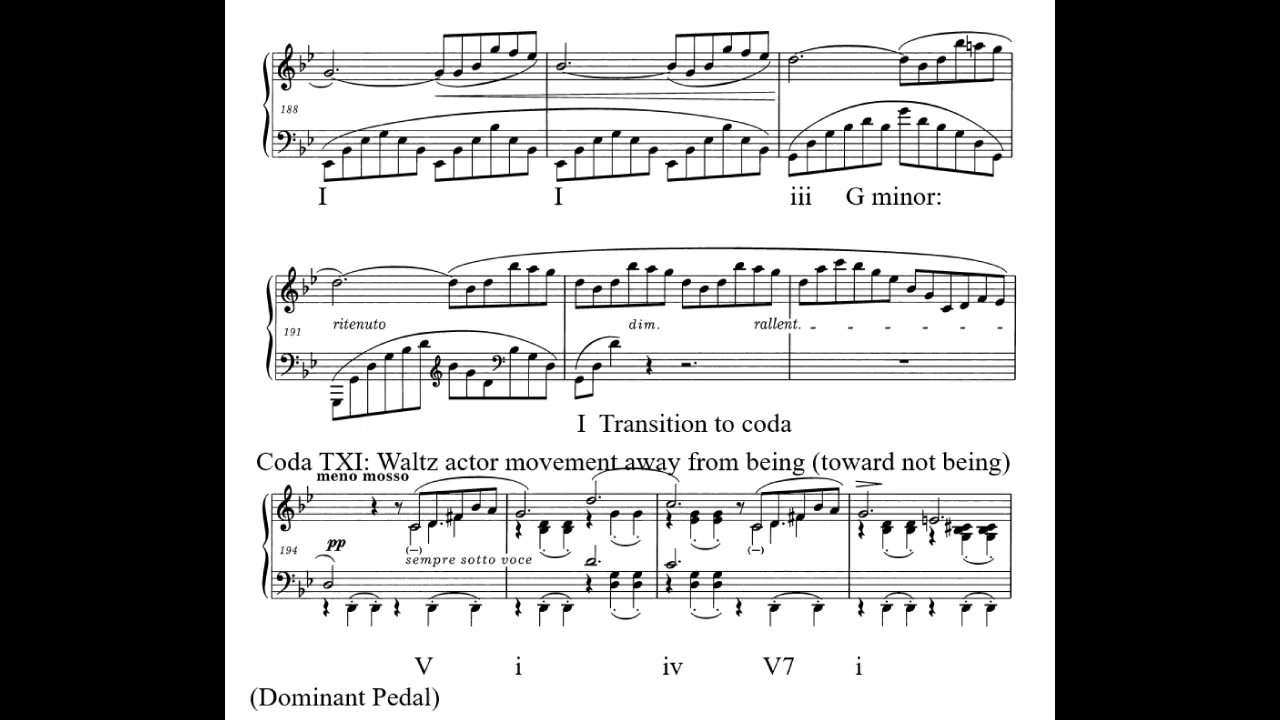 188
I I iii G minor:
191 ritenuto dim. rallent.
I Transition to coda
Coda TXI: Waltz actor movement away from being (toward not being)
meno mosso
pp
194
sempre sotto voce
V i iv V7 i
(Dominant Pedal)